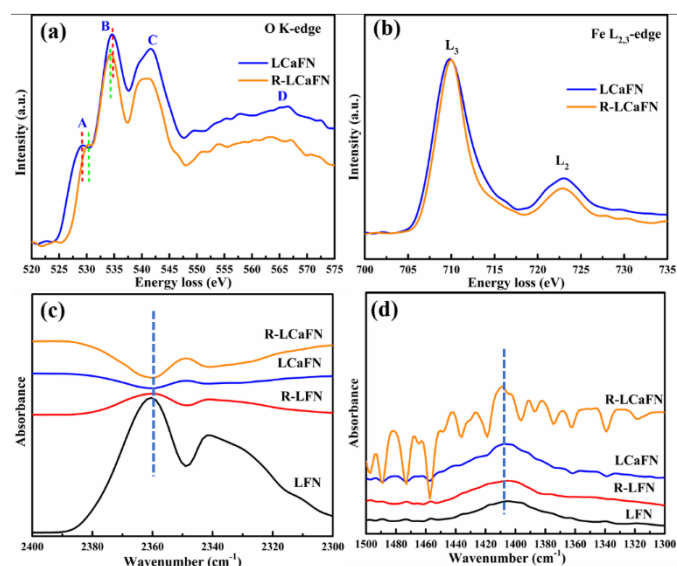 (a)
O K-edge
B
C
A
D
LCaFN
R-LCaFN
Intensity (a.u.)
520 525 530 535 540 545 550 555 560 565 570 575
Energy loss (eV)
(b)
Fe L2,3-edge
L3
L2
LCaFN
R-LCaFN
Intensity (a.u.)
700 705 710 715 720 725 730 735
Energy loss (eV)
(c)
R-LCaFN
LCaFN
R-LFN
LFN
Absorbance
2400 2380 2360 2340 2320 2300
Wavenumber(cm-1)
(d)
R-LCaFN
LCaFN
R-LFN
LFN
Absorbance
1500 1480 1460 1440 1420 1400 1380 1360 1340 1320 1300
Wavenumber (cm-1)